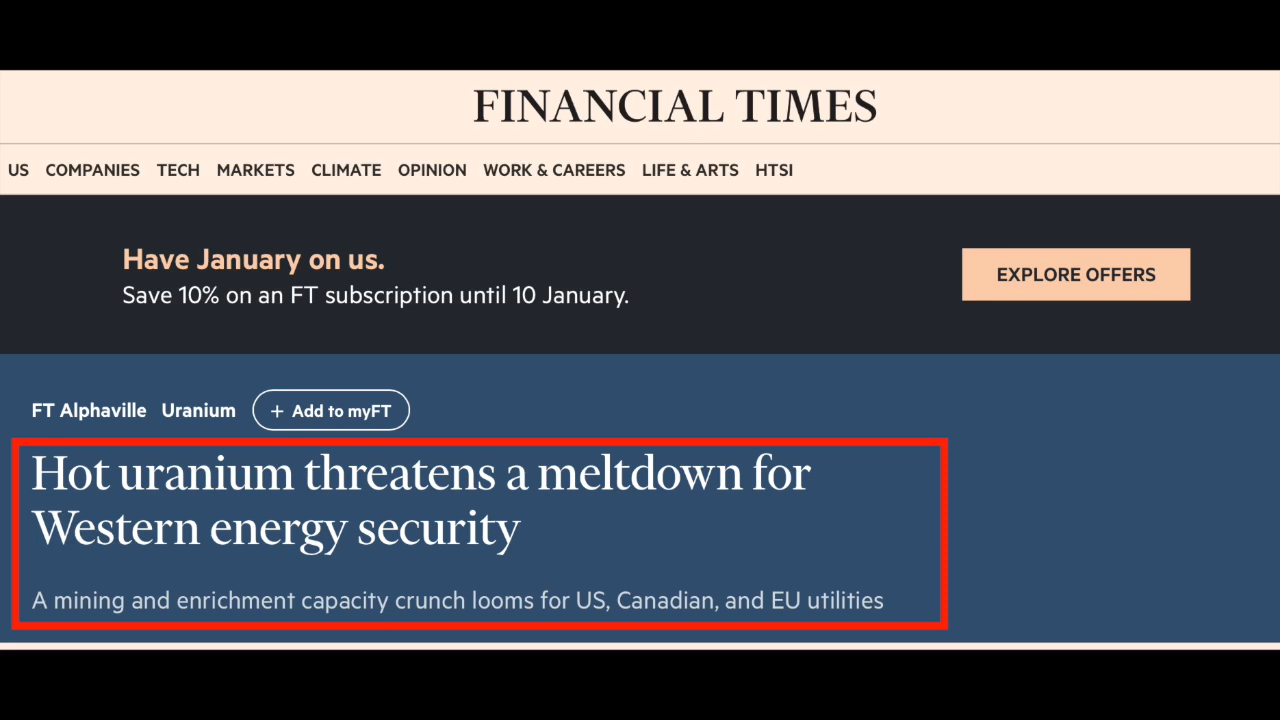 FINANCIAL TIMES
US COMPANIES TECH MARKETS CLIMATE OPINION WORK & CAREERS LIFE & ARTS HTSI
Have January on us.
Save 10% on an FT subscription until 10 January.
EXPLORE OFFERS
FT Alphaville Uranium + Add to myFT
Hot uranium threatens a meltdown for
Western energy security
A mining and enrichment capacity crunch looms for US, Canadian, and EU utilities